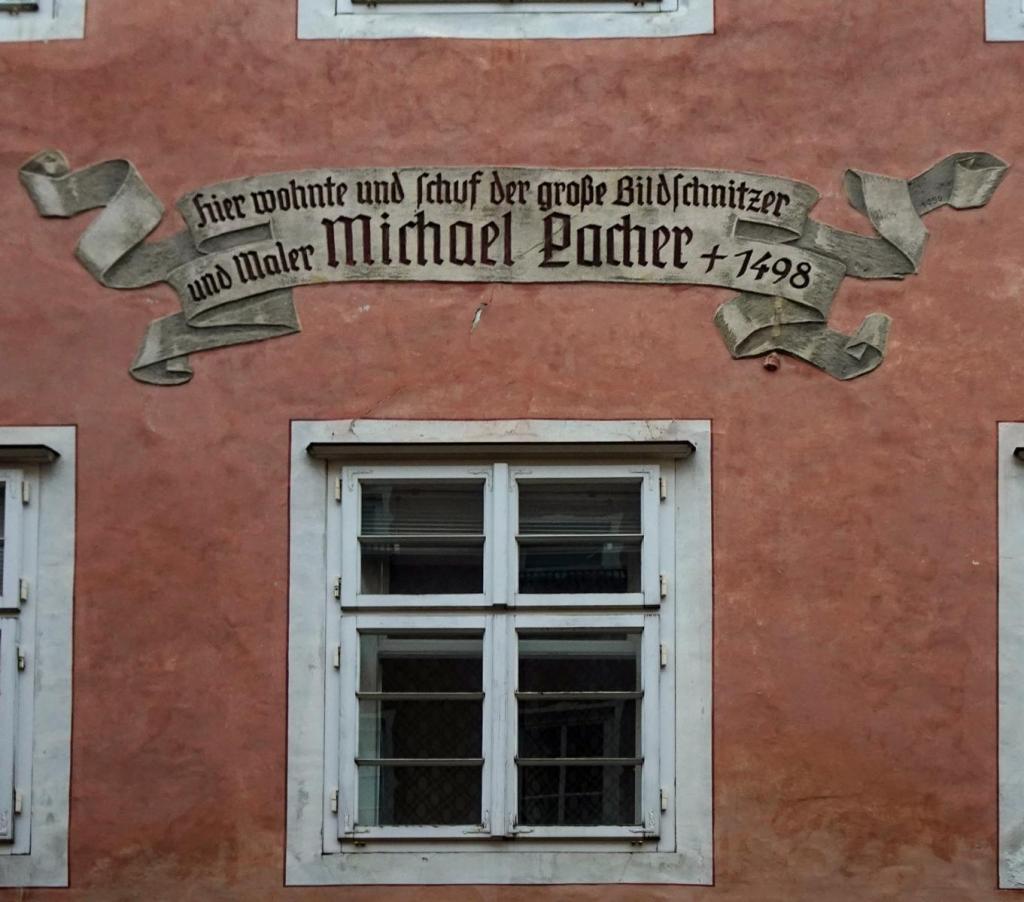 Hier wohnte und schuf der große Bildschnitzer
und Maler Michael Pacher + 1498